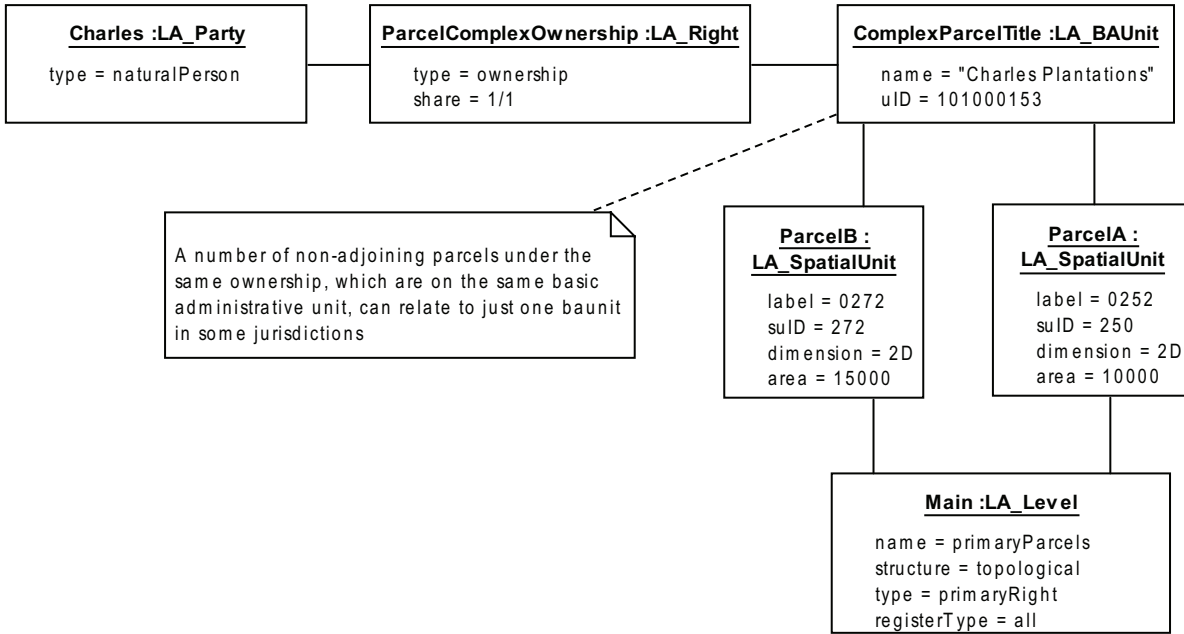 Charles :LA_Party
type = naturalPerson
ParcelComplexOwnership :LA_Right
type = ownership
share = 1/1
ComplexParcelTitle :LA_BAUnit
name = "Charles Plantations"
uID = 101000153
A number of non-adjoining parcels under the
same ownership, which are on the same basic
administrative unit, can relate to just one baunit
in some jurisdictions
ParcelB :
LA_SpatialUnit
label = 0272
suID = 272
dimension = 2D
area = 15000
ParcelA :
LA_SpatialUnit
label = 0252
suID = 250
dimension = 2D
area = 10000
Main :LA_Level
name = primaryParcels
structure = topological
type = primaryRight
registerType = all